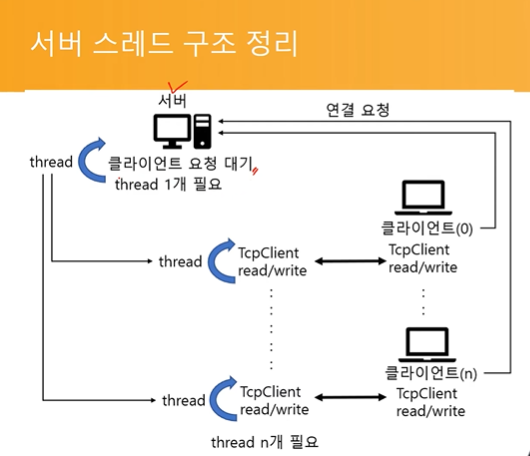 서버 스레드 구조 정리
서버
연결 요청
thread
클라이언트 요청 대기
thread 1개 필요
클라이언트(0)
thread
TcpClient
read/write
TcpClient
read/write
클라이언트(n)
thread
TcpClient
read/write
TcpClient
read/write
thread n개 필요